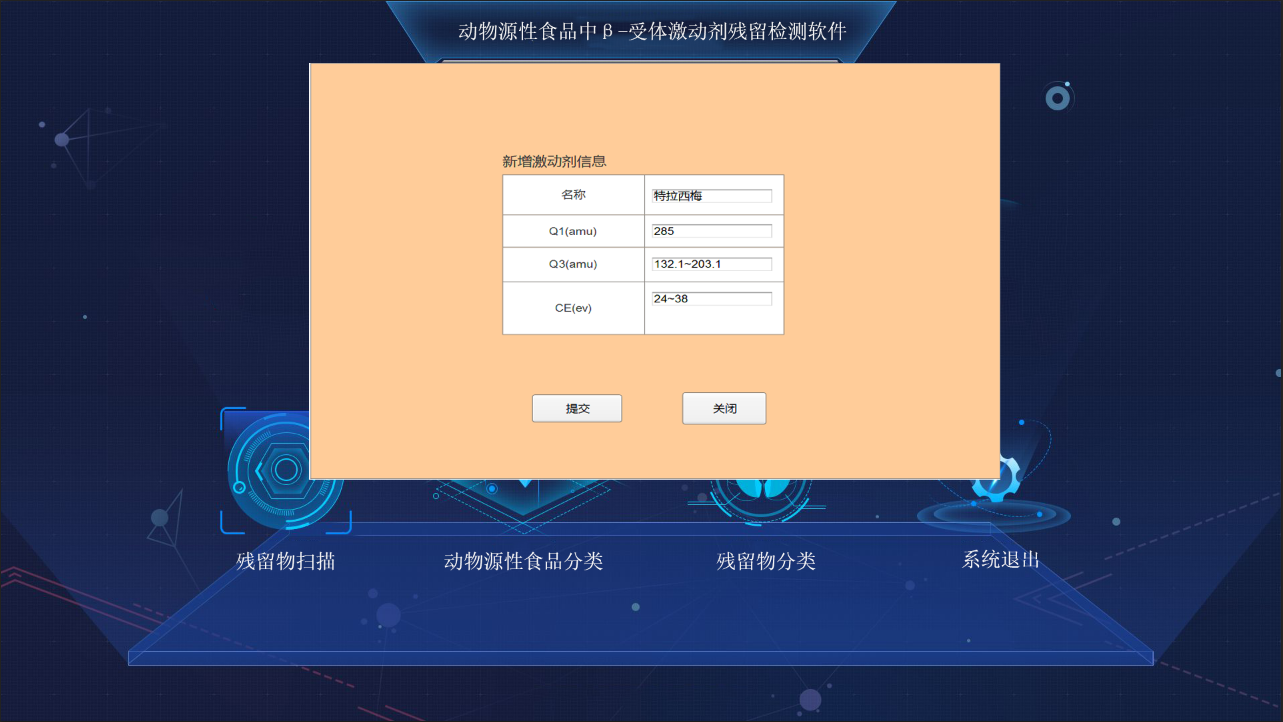 动物源性食品中β-受体激动剂残留检测软件
新增激动剂信息
名称 特拉西梅
Q1(amu) 285
Q3(amu) 132.1~203.1
CE(ev) 24~38
提交 关闭
残留物扫描 动物源性食品分类 残留物分类 系统退出